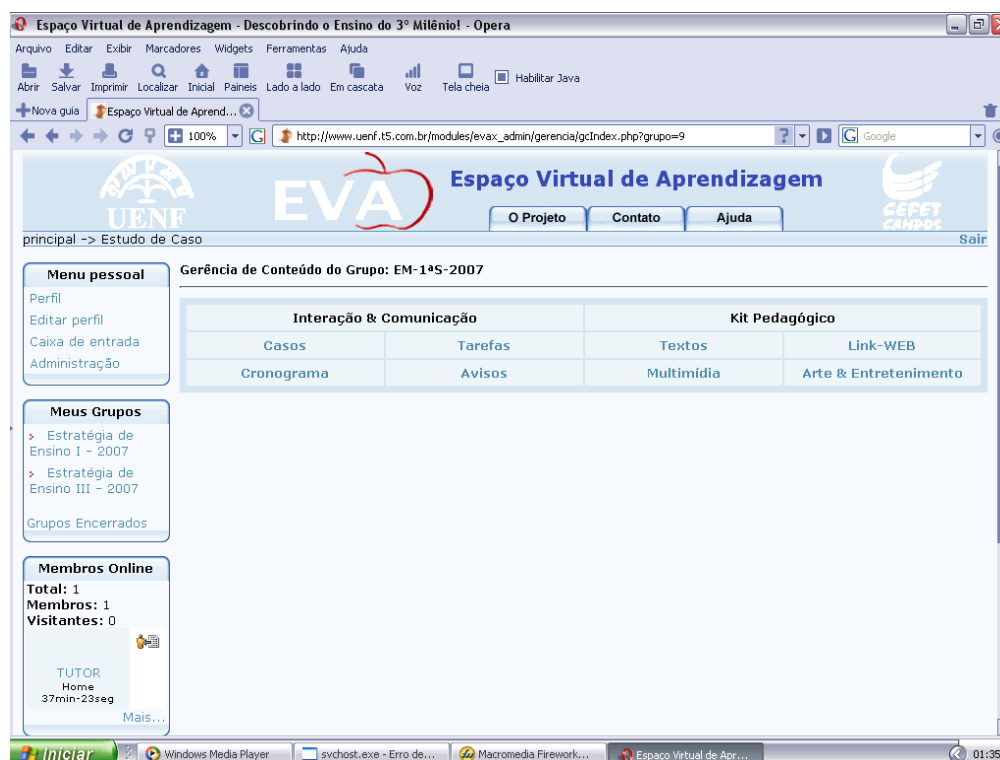 Espaço Virtual de Aprendizagem - Descobrindo o Ensino do 3º Milênio! - Opera
Arquivo Editar Exibir Marcadores Widgets Ferramentas Ajuda
Abrir Salvar Imprimir Localizar Inicial Paineis Lado a lado Em cascata Voz Tela cheia Habilitar Java
Nova guia Espaço Virtual de Aprend...
100% http://www.uenf.t5.com.br/modules/evax_admin/gerencia/gcIndex.php?grupo=9 Google
UENF
EVA
Espaço Virtual de Aprendizagem
O Projeto Contato Ajuda
CEFET
CAMPOS
principal -> Estudo de Caso Sair
Menu pessoal
Perfil
Editar perfil
Caixa de entrada
Administração
Meus Grupos
Estratégia de
Ensino I - 2007
Estratégia de
Ensino III - 2007
Grupos Encerrados
Membros Online
Total: 1
Membros: 1
Visitantes: 0
TUTOR
Home
37min-23seg
Mais...
Gerência de Conteúdo do Grupo: EM-1ªS-2007
Interação & Comunicação Kit Pedagógico
Casos Tarefas Textos Link-WEB
Cronograma Avisos Multimídia Arte & Entretenimento
Iniciar Windows Media Player svchost.exe - Erro de... Macromedia Firework... Espaço Virtual de Apr... 01:35